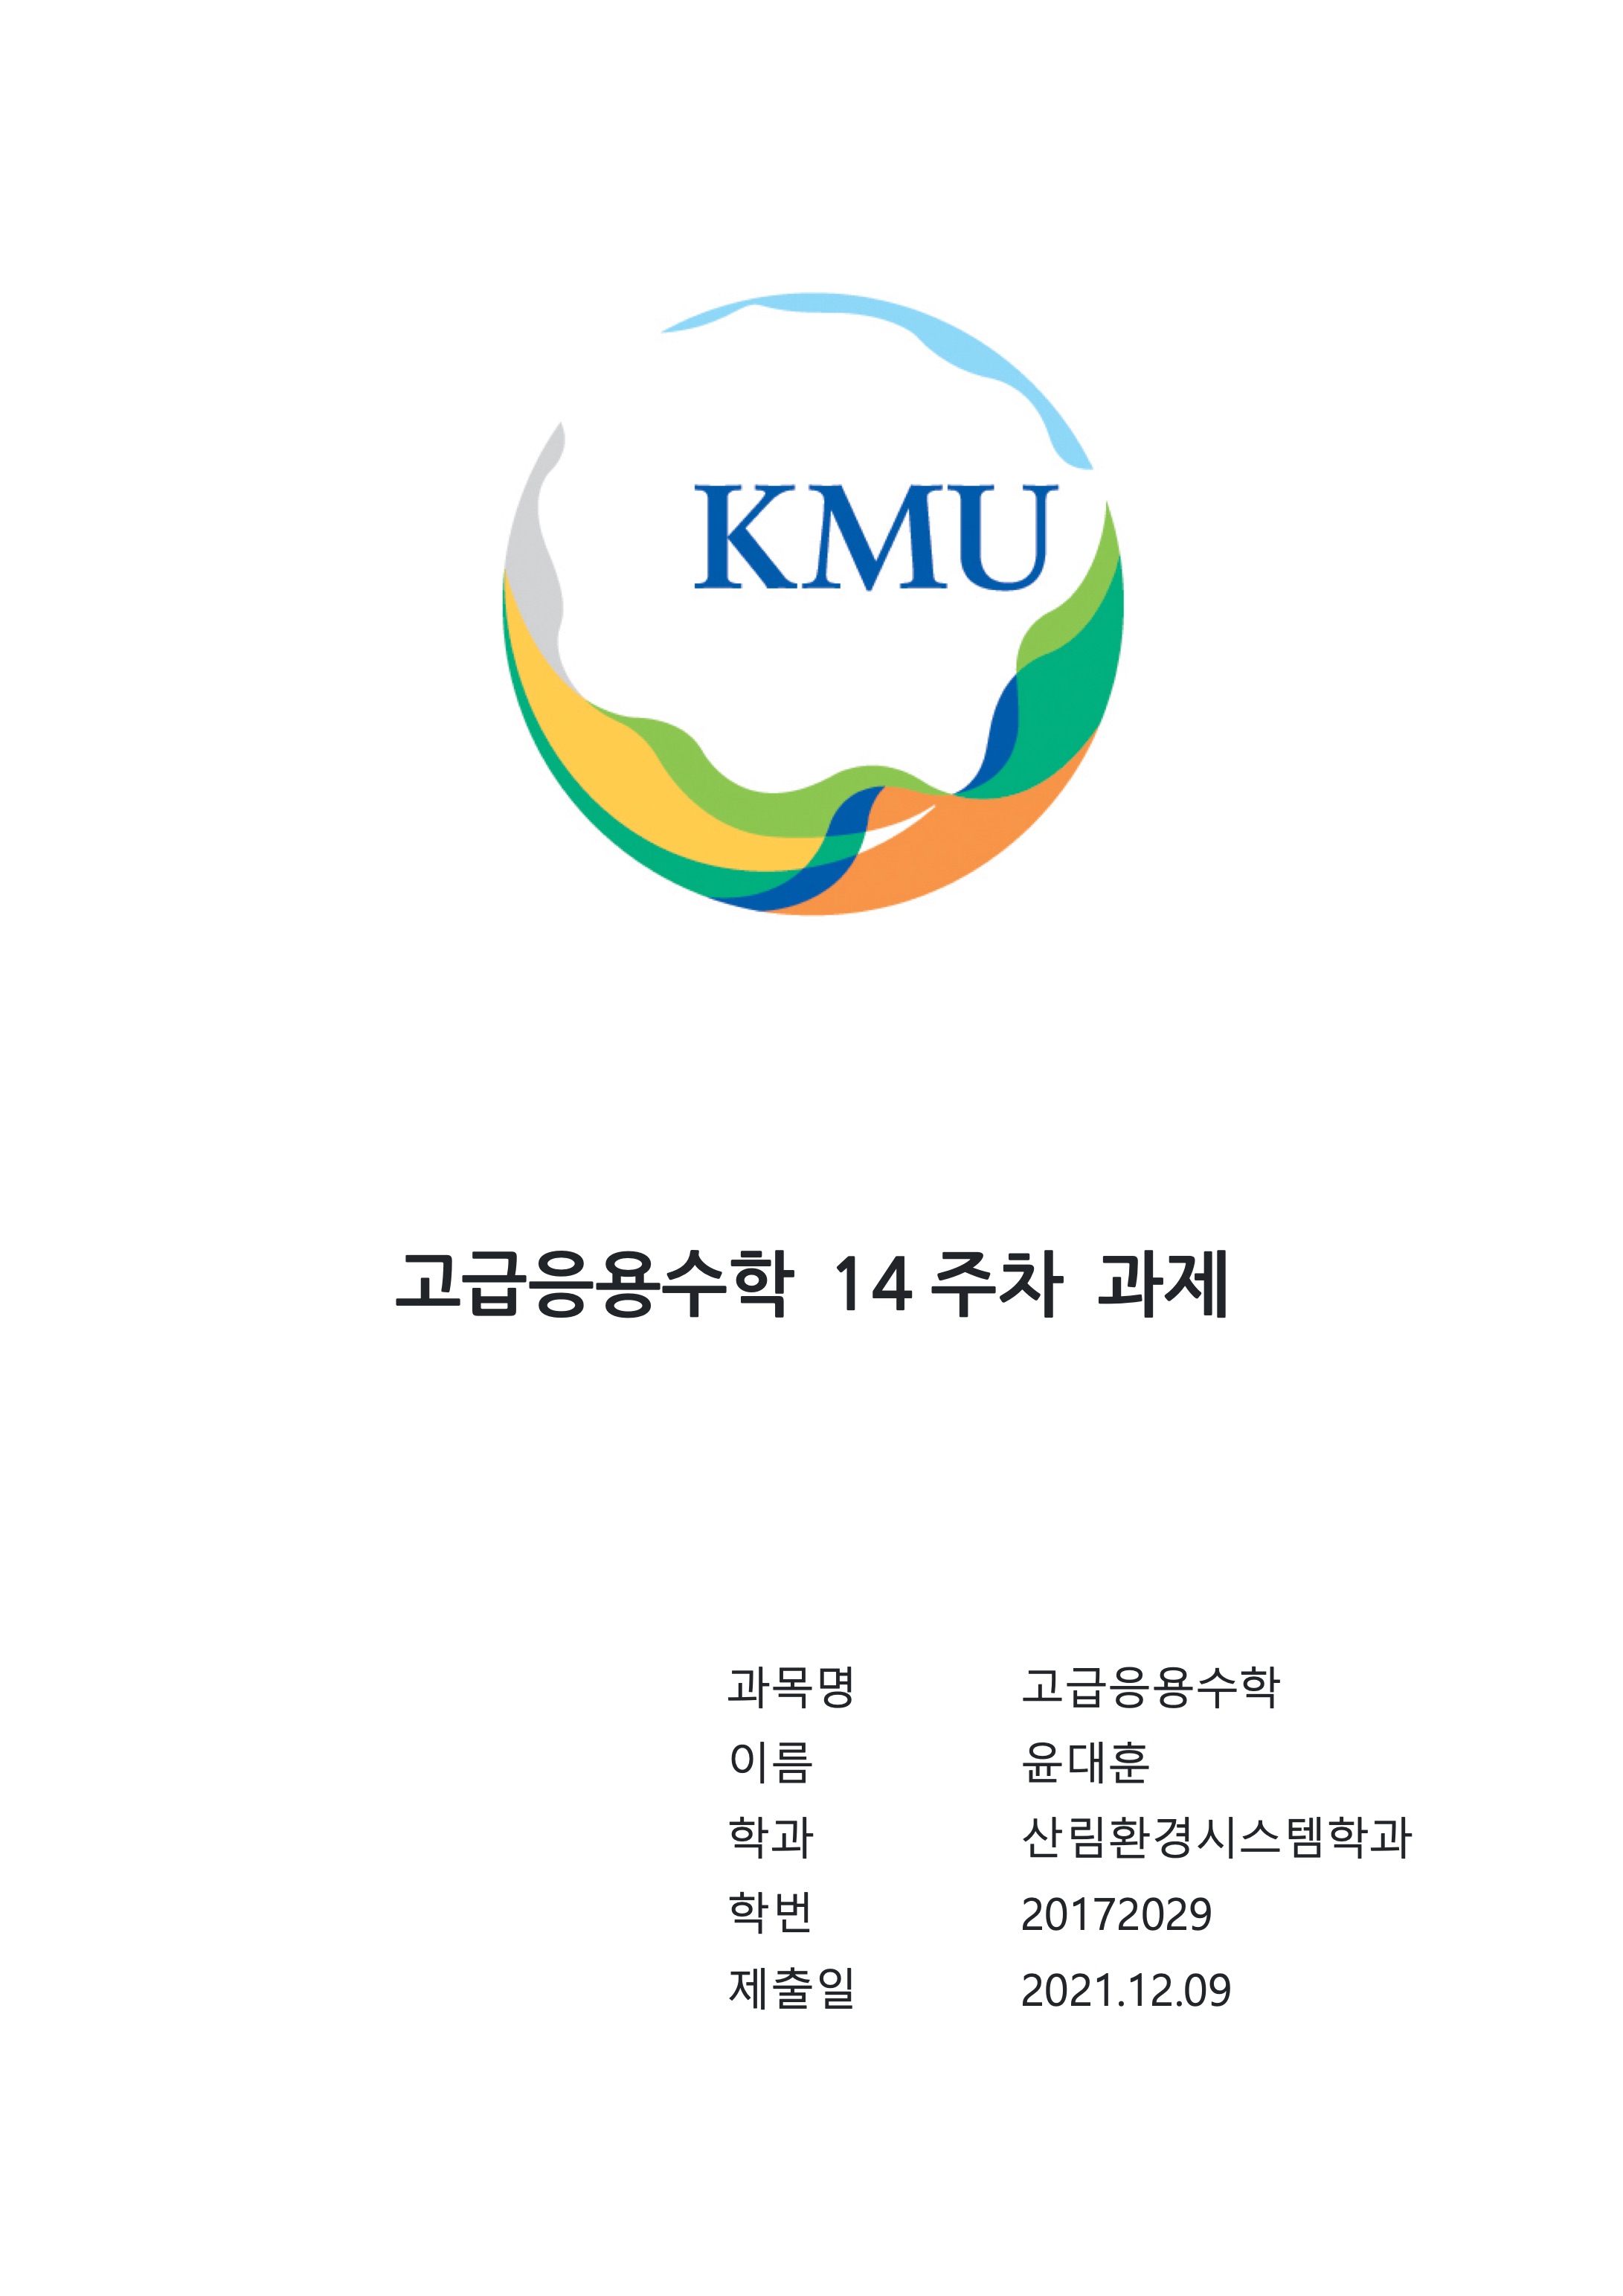 KMU
고급응용수학 14 주차 과제
과목명 고급응용수학
이름 윤대훈
학과 산림환경시스템학과
학번 20172029
제출일 2021.12.09